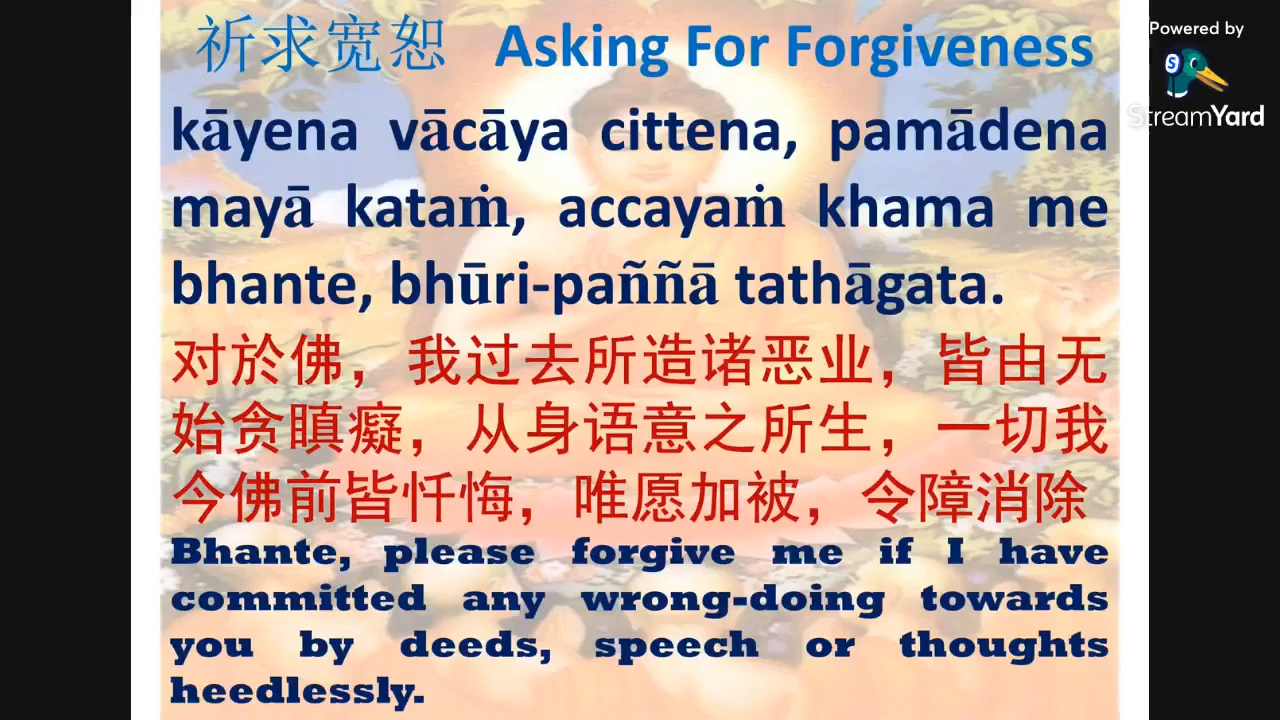 祈求宽恕 Asking For Forgiveness
Powered by
S
StreamYard
kāyena vācāya cittena, pamādena
mayā kataṁ, accayaṁ khama me
bhante, bhūri-paññā tathāgata.
对於佛，我过去所造诸恶业，皆由无
始贪瞋癡，从身语意之所生，一切我
今佛前皆忏悔，唯愿加被，令障消除
Bhante, please forgive me if I have
committed any wrong-doing towards
you by deeds, speech or thoughts
heedlessly.